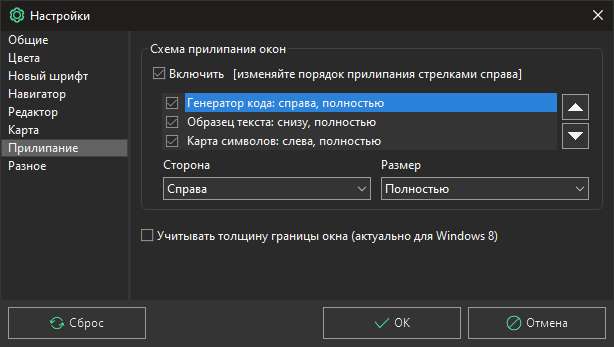 Настройки
Общие
Цвета
Новый шрифт
Навигатор
Редактор
Карта
Прилипание
Разное
Схема прилипания окон
Включить [изменяйте порядок прилипания стрелками справа]
Генератор кода: справа, полностью
Образец текста: снизу, полностью
Карта символов: слева, полностью
Сторона Размер
Справа Полностью
Учитывать толщину границы окна (актуально для Windows 8)
Сброс OK Отмена